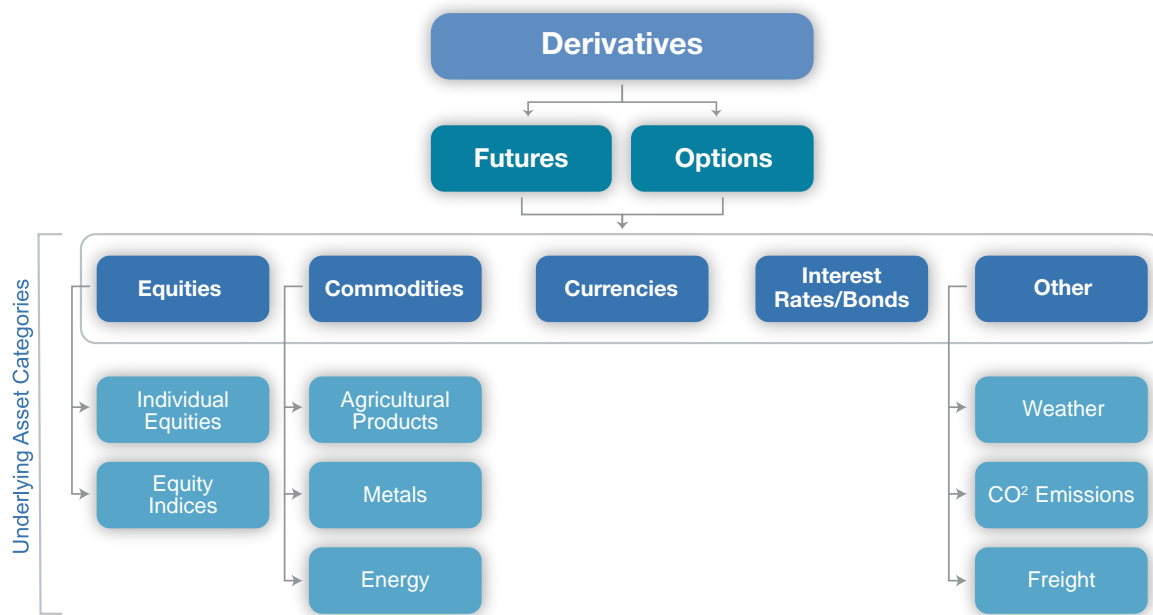 Derivatives
Futures
Options
Underlying Asset Categories
Equities
Commodities
Currencies
Interest
Rates/Bonds
Other
Individual
Equities
Agricultural
Products
Weather
Equity
Indices
Metals
CO² Emissions
Energy
Freight